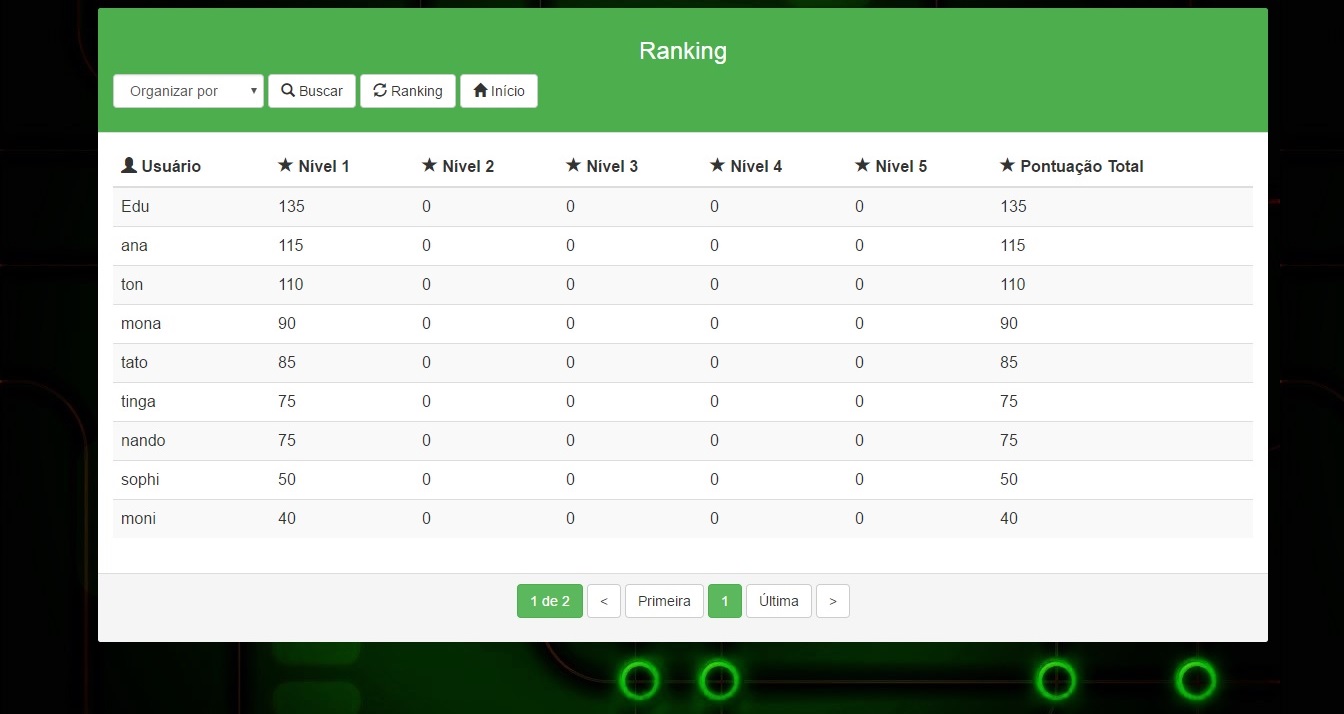 Ranking
Organizar por Buscar Ranking Início
Usuário Nível 1 Nível 2 Nível 3 Nível 4 Nível 5 Pontuação Total
Edu 135 0 0 0 0 135
ana 115 0 0 0 0 115
ton 110 0 0 0 0 110
mona 90 0 0 0 0 90
tato 85 0 0 0 0 85
tinga 75 0 0 0 0 75
nando 75 0 0 0 0 75
sophi 50 0 0 0 0 50
moni 40 0 0 0 0 40
1 de 2 < Primeira 1 Última >